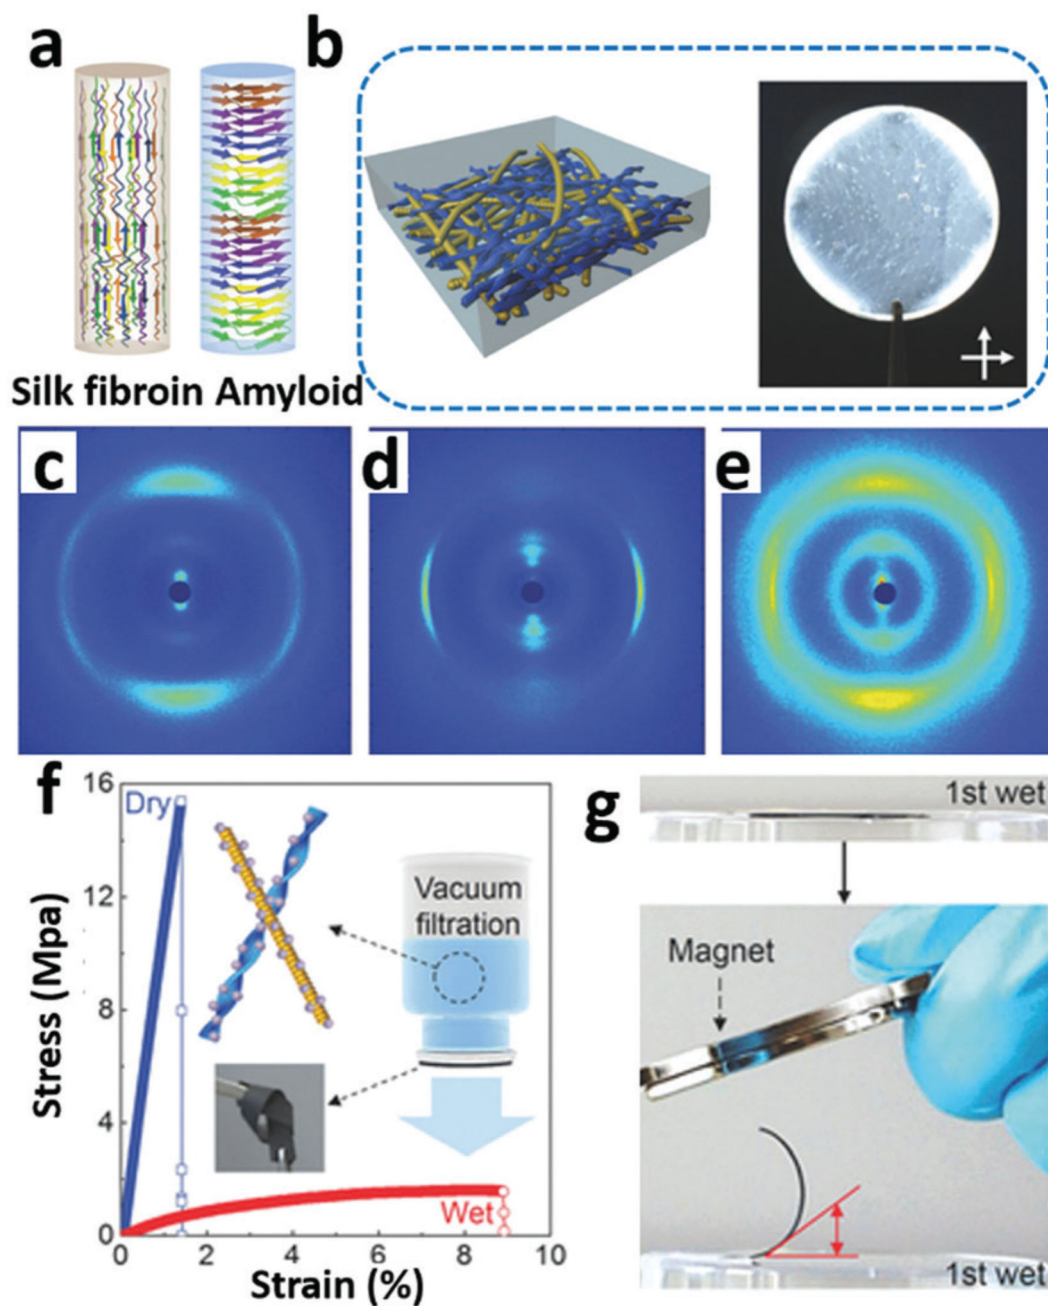 a
b
Silk fibroin Amyloid
c
d
e
f
16
12
8
4
0
Stress (Mpa)
Dry
Vacuum
filtration
Wet
0
2
4
6
8
10
Strain (%)
g
1st wet
Magnet
1st wet